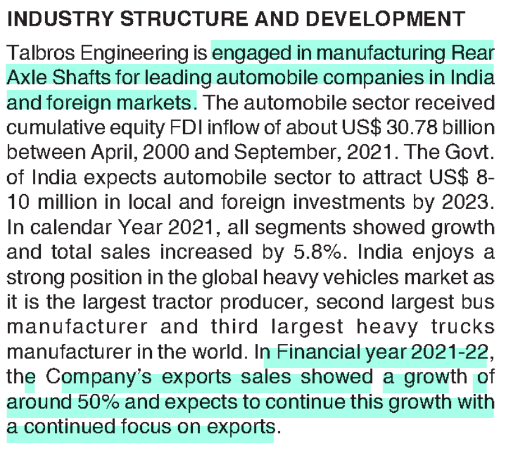 INDUSTRY STRUCTURE AND DEVELOPMENT
Talbros Engineering is engaged in manufacturing Rear
Axle Shafts for leading automobile companies in India
and foreign markets. The automobile sector received
cumulative equity FDI inflow of about US$ 30.78 billion
between April, 2000 and September, 2021. The Govt.
of India expects automobile sector to attract US$ 8-
10 million in local and foreign investments by 2023.
In calendar Year 2021, all segments showed growth
and total sales increased by 5.8%. India enjoys a
strong position in the global heavy vehicles market as
it is the largest tractor producer, second largest bus
manufacturer and third largest heavy trucks
manufacturer in the world. In Financial year 2021-22,
the Company's exports sales showed a growth of
around 50% and expects to continue this growth with
a continued focus on exports.